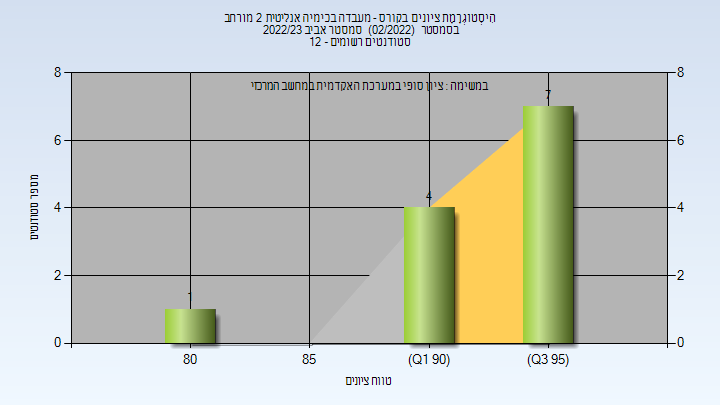 היסטוגרמת ציונים בקורס - מעבדה בכימיה אנליטית 2 מורחב
בסמסטר (02/2022) סמסטר אביב 2022/23
סטודנטים רשומים - 12
במשימה : ציון סופי במערכת האקדמית במחשב המרכזי
8
6
4
2
0
8
6
4
2
0
מספר סטודנטים
1
4
7
80
85
(Q1 90)
(Q3 95)
טווח ציונים